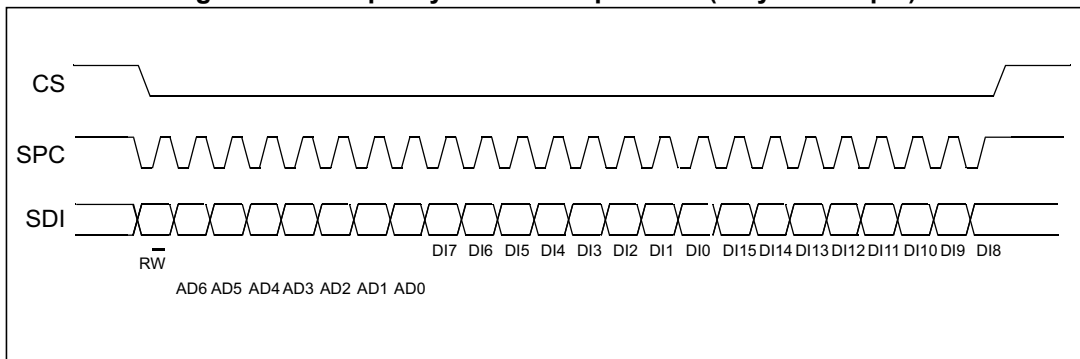 CS
SPC
SDI
RW
DI7 DI6 DI5 DI4 DI3 DI2 DI1 DI0 DI15 DI14 DI13 DI12 DI11 DI10 DI9 DI8
AD6 AD5 AD4 AD3 AD2 AD1 AD0